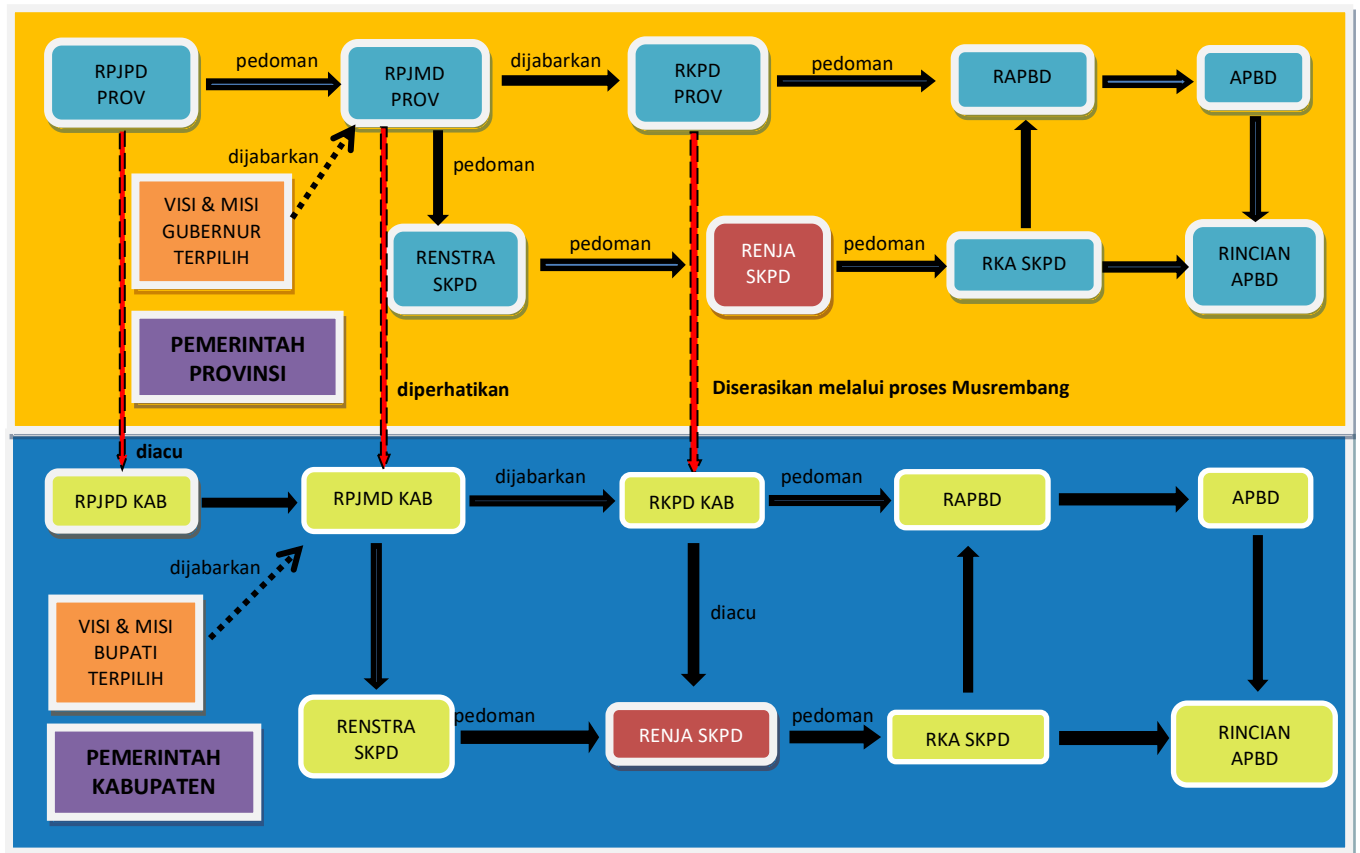 pedoman
dijabarkan
pedoman
RPJPD
PROV
RPJMD
PROV
RKPD
PROV
RAPBD
APBD
dijabarkan
pedoman
VISI & MISI
GUBERNUR
TERPILIH
RENSTRA
SKPD
pedoman
RENJA
SKPD
pedoman
RKA SKPD
RINCIAN
APBD
PEMERINTAH
PROVINSI
diperhatikan
Diserasikan melalui proses Musrembang
diacu
RPJPD KAB
RPJMD KAB
dijabarkan
RKPD KAB
pedoman
RAPBD
APBD
dijabarkan
diacu
VISI & MISI
BUPATI
TERPILIH
RENSTRA
SKPD
pedoman
RENJA SKPD
pedoman
RKA SKPD
RINCIAN
APBD
PEMERINTAH
KABUPATEN